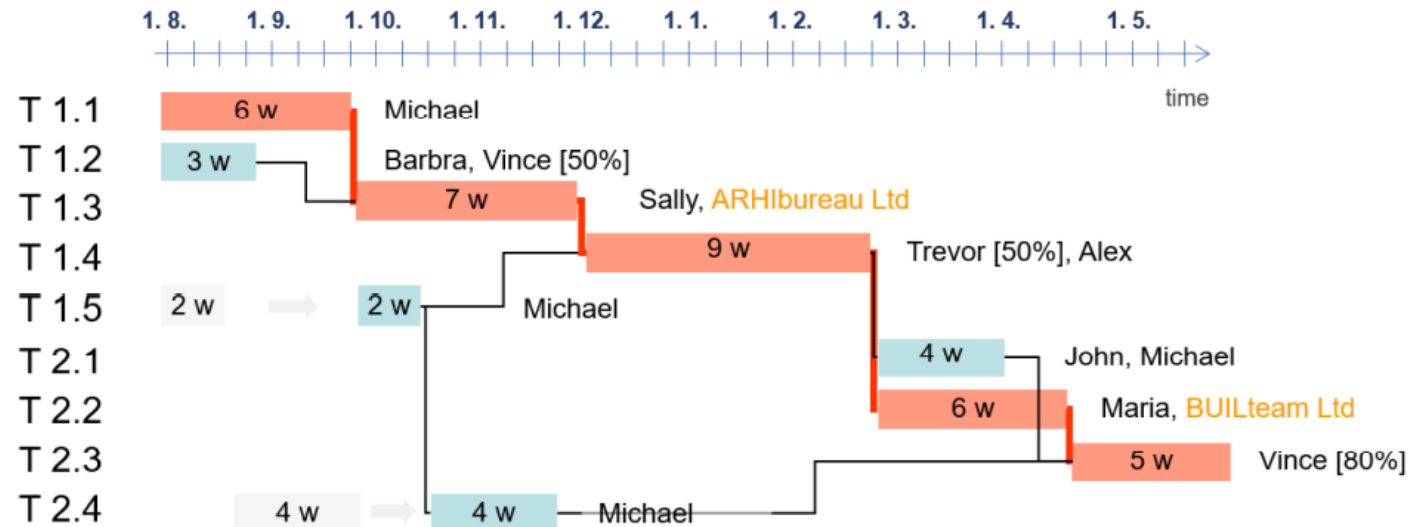 1. 8. 1. 9. 1. 10. 1. 11. 1. 12. 1. 1. 1. 2. 1. 3. 1. 4. 1. 5.
time
T 1.1 6 w Michael
T 1.2 3 w Barbra, Vince [50%]
T 1.3 7 w Sally, ARHIbureau Ltd
T 1.4 9 w Trevor [50%], Alex
T 1.5 2 w 2 w Michael
T 2.1 4 w John, Michael
T 2.2 6 w Maria, BUILteam Ltd
T 2.3 5 w Vince [80%]
T 2.4 4 w 4 w Michael